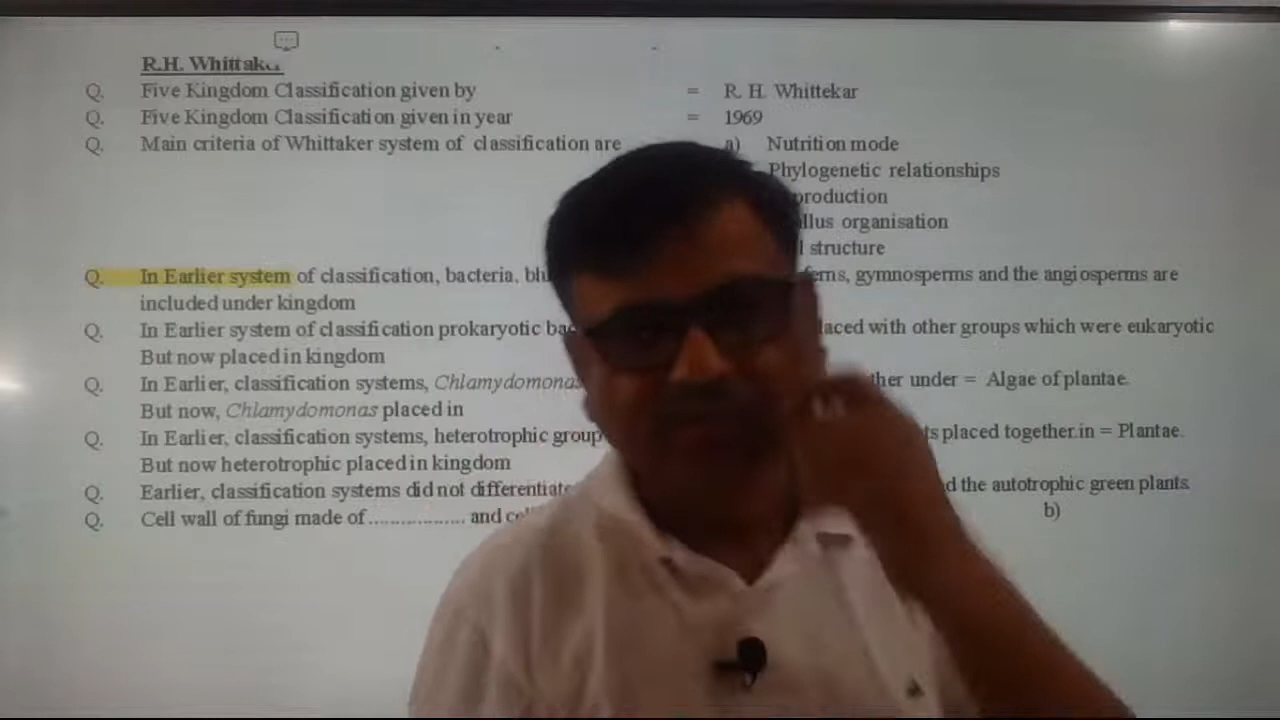 R.H. Whittak
Q. Five Kingdom Classification given by = R. H. Whittekar
Q. Five Kingdom Classification given in year = 1969
Q. Main criteria of Whittaker system of classification are a) Nutrition mode
Phylogenetic relationships
production
llus organisation
l structure
Q. In Earlier system of classification, bacteria, blu erns, gymnosperms and the angiosperms are
included under kingdom
Q. In Earlier system of classification prokaryotic bac laced with other groups which were eukaryotic
But now placed in kingdom
Q. In Earlier, classification systems, Chlamydomonas ther under = Algae of plantae.
But now, Chlamydomonas placed in
Q. In Earlier, classification systems, heterotrophic group ts placed together.in = Plantae.
But now heterotrophic placed in kingdom
Q. Earlier, classification systems did not differentiate d the autotrophic green plants
Q. Cell wall of fungi made of .................. and ce b)